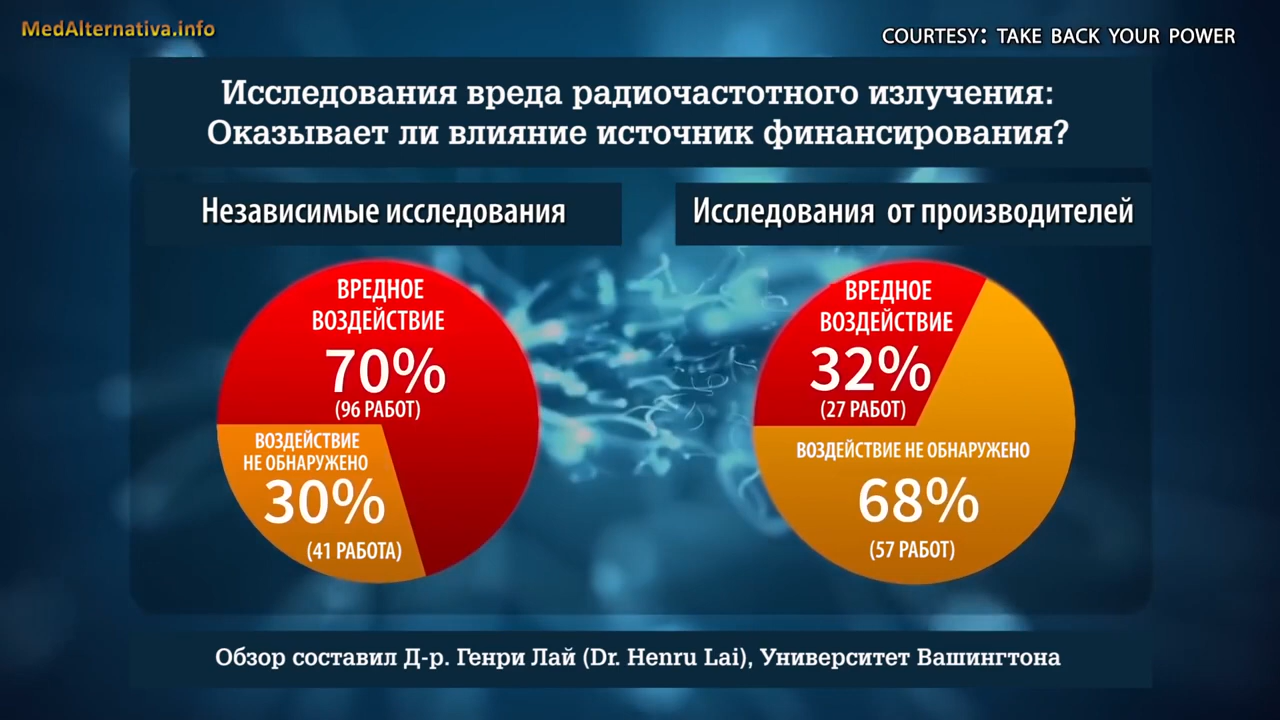 MedAlternativa.info
COURTESY: TAKE BACK YOUR POWER
Исследования вреда радиочастотного излучения:
Оказывает ли влияние источник финансирования?
Независимые исследования
ВРЕДНОЕ
ВОЗДЕЙСТВИЕ
70%
(96 РАБОТ)
ВОЗДЕЙСТВИЕ
НЕ ОБНАРУЖЕНО
30%
(41 РАБОТА)
Исследования от производителей
ВРЕДНОЕ
ВОЗДЕЙСТВИЕ
32%
(27 РАБОТ)
ВОЗДЕЙСТВИЕ НЕ ОБНАРУЖЕНО
68%
(57 РАБОТ)
Обзор составил Д-р. Генри Лай (Dr. Henru Lai), Университет Вашингтона